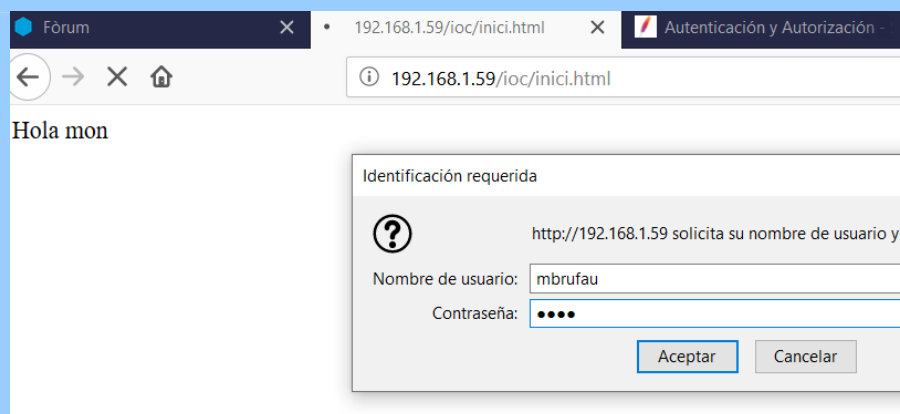 Fòrum
192.168.1.59/ioc/inici.html
Autenticación y Autorización -
192.168.1.59/ioc/inici.html
Hola mon
Identificación requerida
http://192.168.1.59 solicita su nombre de usuario y
Nombre de usuario: mbrufau
Contraseña: ••••
Aceptar Cancelar